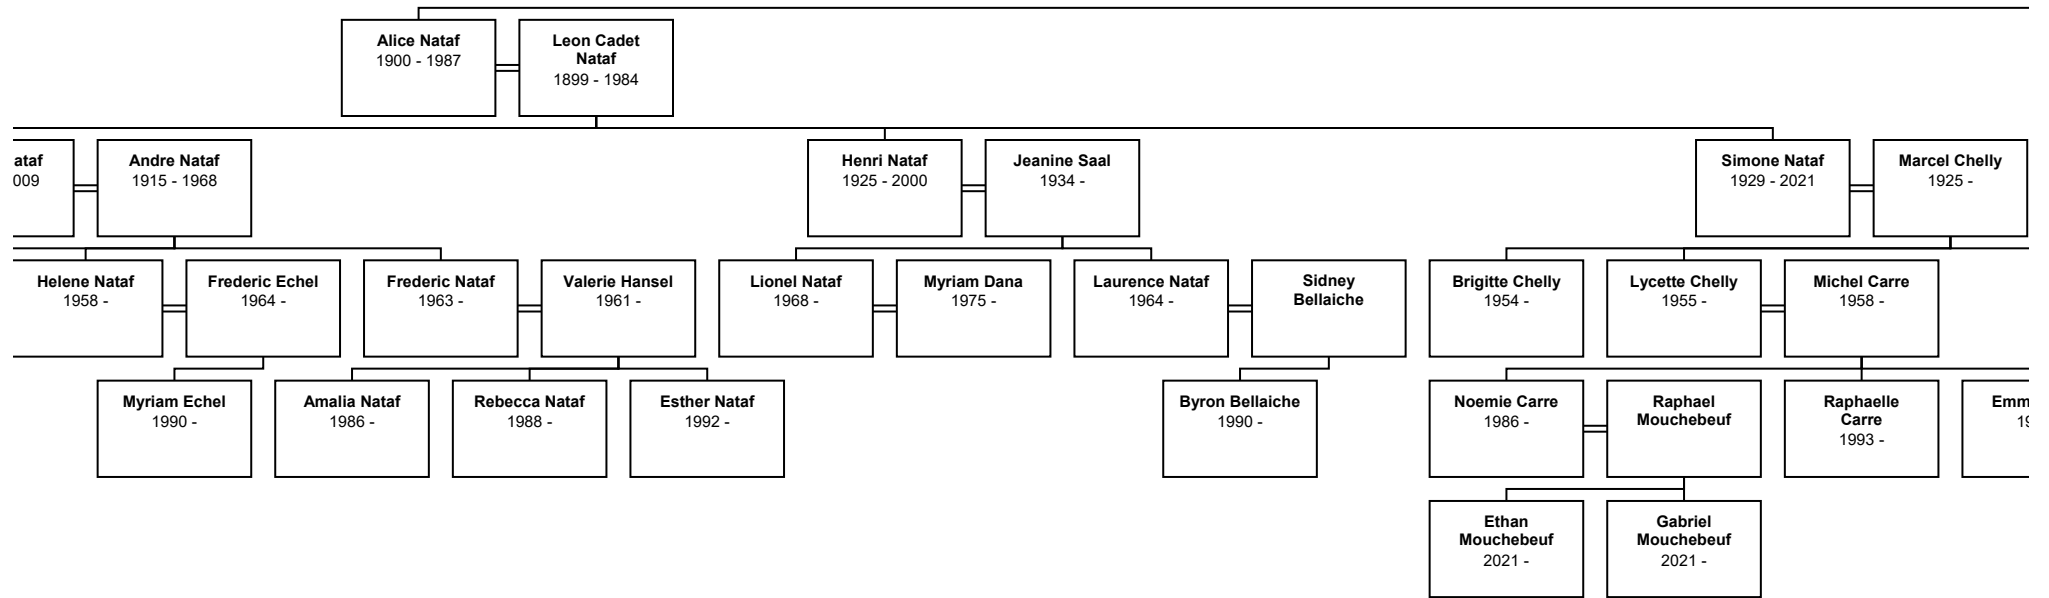 Alice Nataf
1900 - 1987
Leon Cadet
Nataf
1899 - 1984
ataf
009
Andre Nataf
1915 - 1968
Henri Nataf
1925 - 2000
Jeanine Saal
1934 -
Simone Nataf
1929 - 2021
Marcel Chelly
1925 -
Helene Nataf
1958 -
Frederic Echel
1964 -
Frederic Nataf
1963 -
Valerie Hansel
1961 -
Lionel Nataf
1968 -
Myriam Dana
1975 -
Laurence Nataf
1964 -
Sidney
Bellaiche
Brigitte Chelly
1954 -
Lycette Chelly
1955 -
Michel Carre
1958 -
Myriam Echel
1990 -
Amalia Nataf
1986 -
Rebecca Nataf
1988 -
Esther Nataf
1992 -
Byron Bellaiche
1990 -
Noemie Carre
1986 -
Raphael
Mouchebeuf
Raphaelle
Carre
1993 -
Emm
19
Ethan
Mouchebeuf
2021 -
Gabriel
Mouchebeuf
2021 -